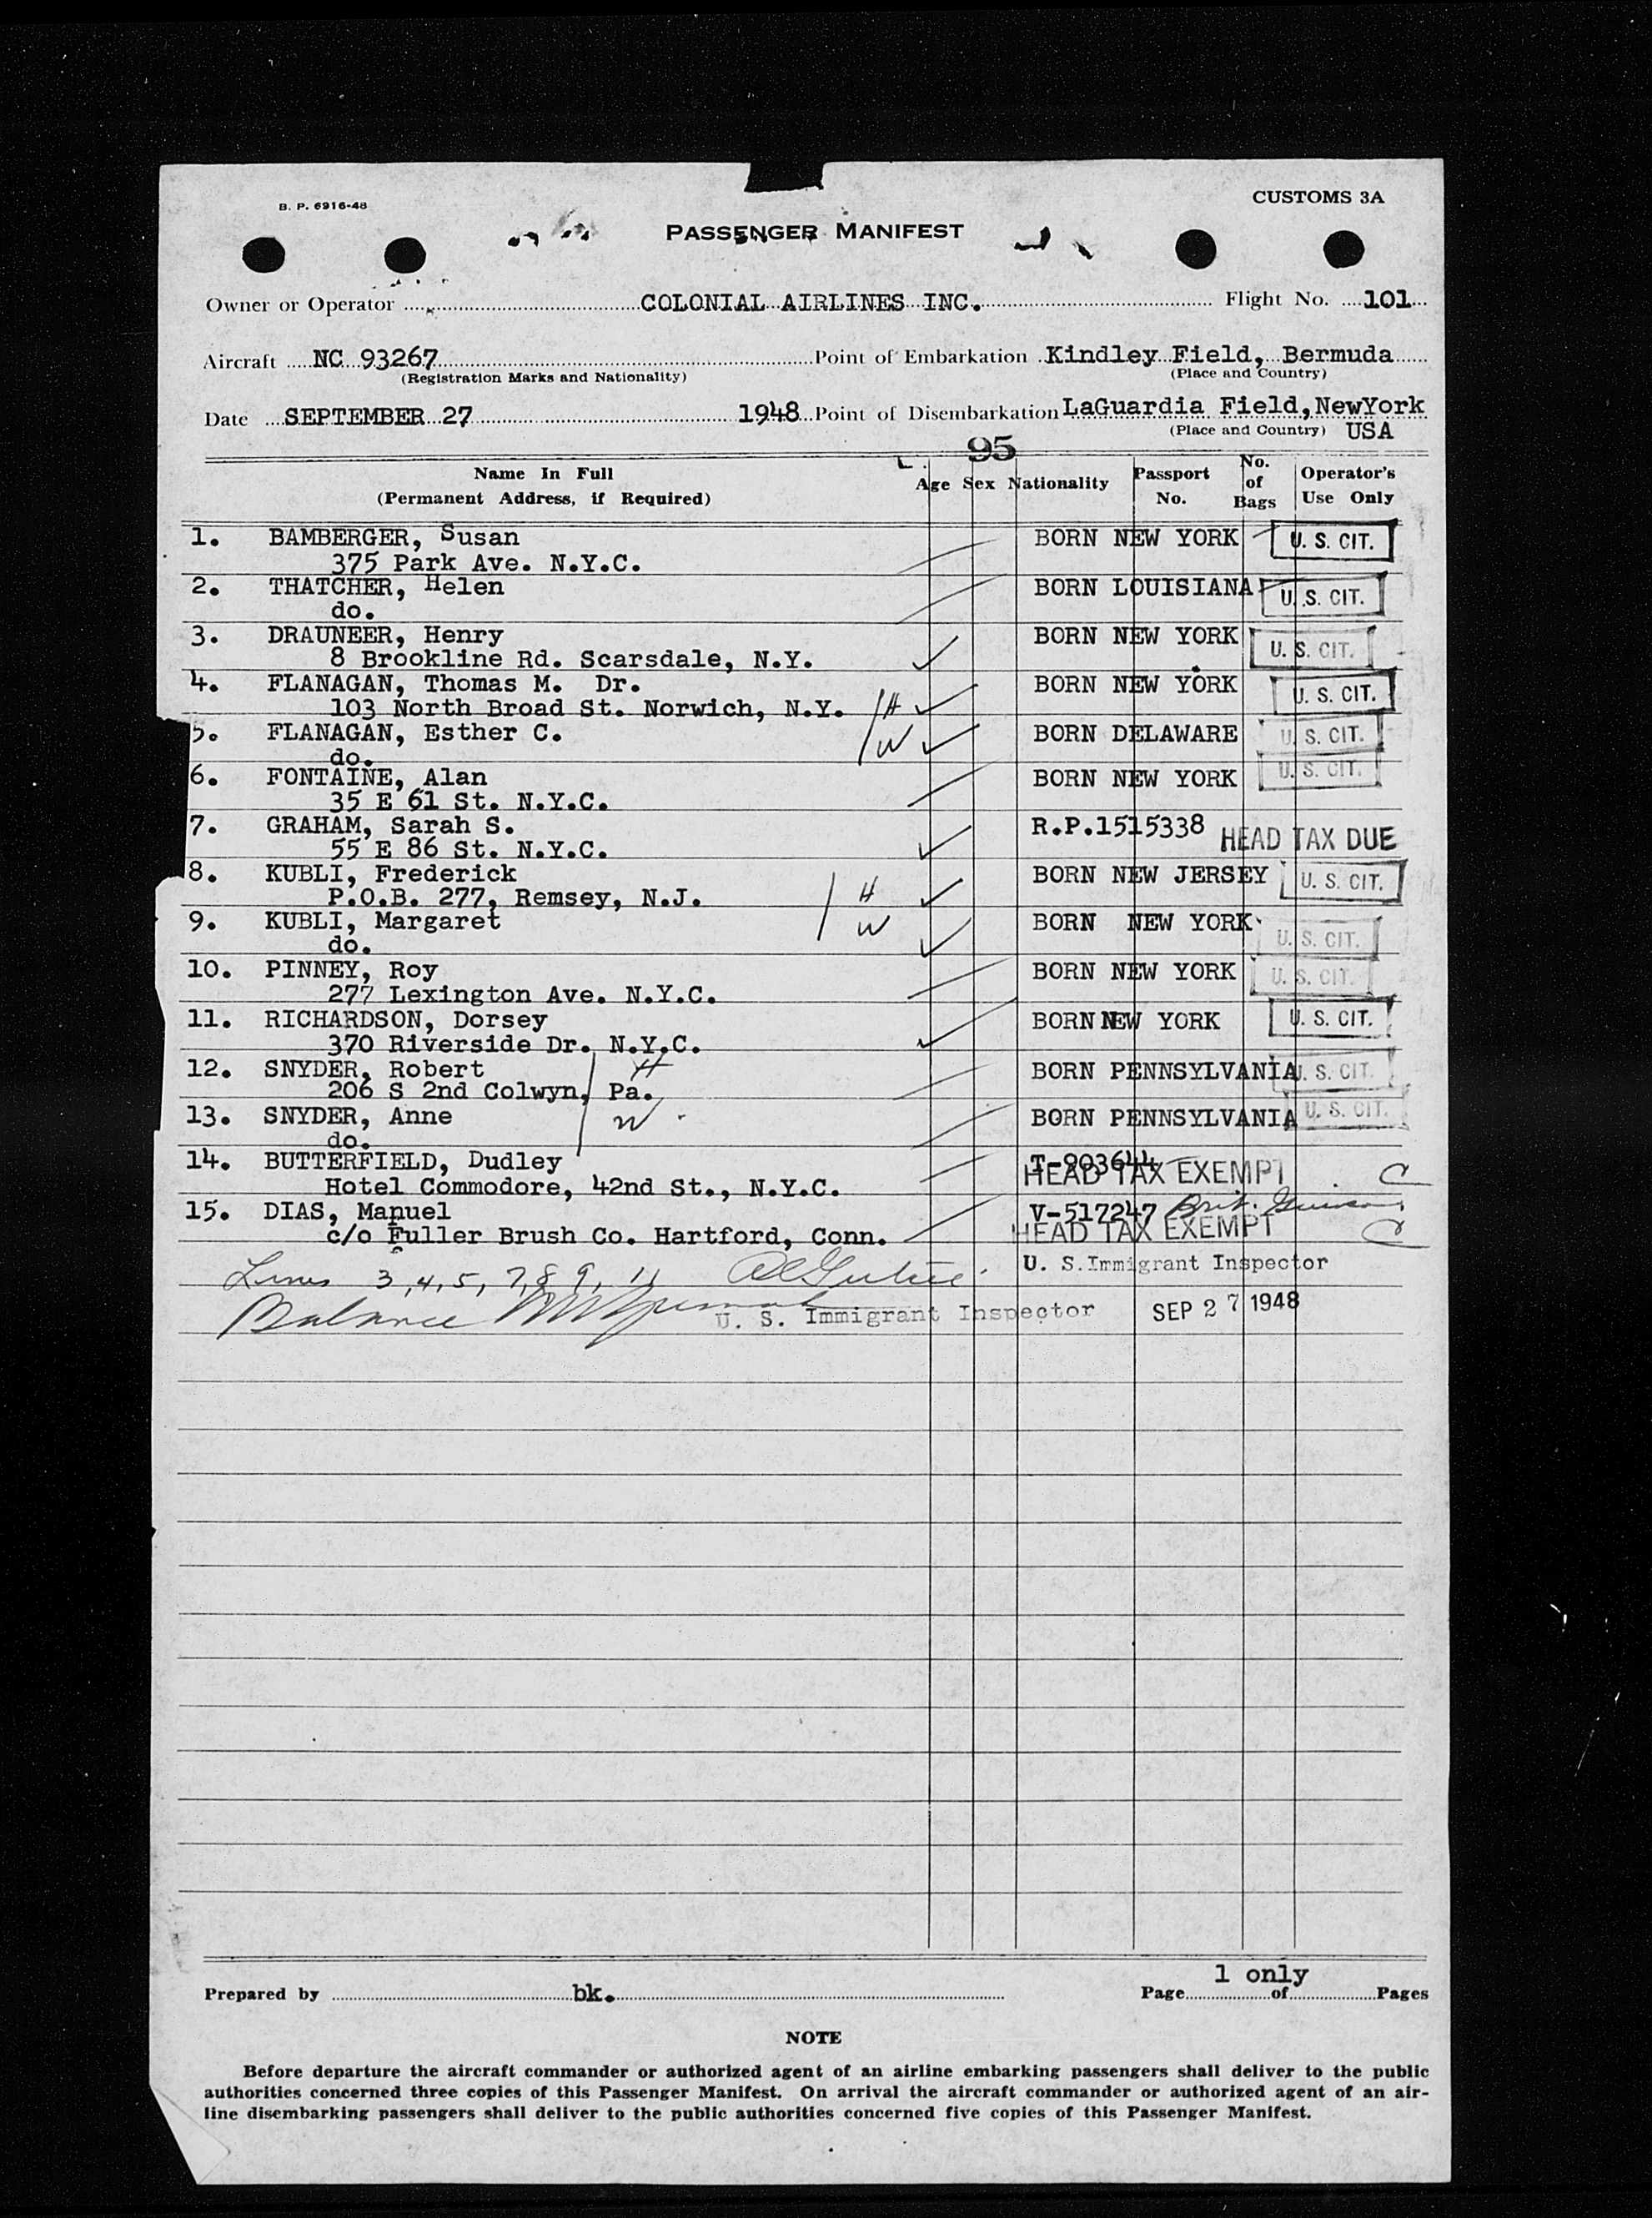 B. P. 6916-48
CUSTOMS 3A
PASSENGER MANIFEST
Owner or Operator COLONIAL AIRLINES INC. Flight No. 101
Aircraft NC 93267 Point of Embarkation Kindley Field, Bermuda
(Registration Marks and Nationality) (Place and Country)
Date SEPTEMBER 27 1948 Point of Disembarkation LaGuardia Field, NewYork
(Place and Country) USA
95
Name In Full (Permanent Address, if Required) Age Sex Nationality Passport No. No. of Bags Operator's Use Only
1. BAMBERGER, Susan BORN NEW YORK U. S. CIT.
375 Park Ave. N.Y.C.
2. THATCHER, Helen BORN LOUISIANA U. S. CIT.
do.
3. DRAUNEER, Henry BORN NEW YORK U. S. CIT.
8 Brookline Rd. Scarsdale, N.Y.
4. FLANAGAN, Thomas M. Dr. BORN NEW YORK U. S. CIT.
103 North Broad St. Norwich, N.Y. H
5. FLANAGAN, Esther C. W BORN DELAWARE U. S. CIT.
do.
6. FONTAINE, Alan BORN NEW YORK U. S. CIT.
35 E 61 St. N.Y.C.
7. GRAHAM, Sarah S. R.P.1515338 HEAD TAX DUE
55 E 86 St. N.Y.C.
8. KUBLI, Frederick BORN NEW JERSEY U. S. CIT.
P.O.B. 277, Remsey, N.J. H
9. KUBLI, Margaret W BORN NEW YORK U. S. CIT.
do.
10. PINNEY, Roy BORN NEW YORK U. S. CIT.
277 Lexington Ave. N.Y.C.
11. RICHARDSON, Dorsey BORN NEW YORK U. S. CIT.
370 Riverside Dr. N.Y.C.
12. SNYDER, Robert H BORN PENNSYLVANIA U. S. CIT.
206 S 2nd Colwyn, Pa.
13. SNYDER, Anne W BORN PENNSYLVANIA U. S. CIT.
do.
14. BUTTERFIELD, Dudley T-903644 HEAD TAX EXEMPT
Hotel Commodore, 42nd St., N.Y.C.
15. DIAS, Manuel V-517247 Brit.
c/o Fuller Brush Co. Hartford, Conn. HEAD TAX EXEMPT
Lines 3, 4, 5, 7, 8, 9, 11 U. S. Immigrant Inspector
Balance U. S. Immigrant Inspector SEP 27 1948
1 only
Prepared by bk. Page of Pages
NOTE
Before departure the aircraft commander or authorized agent of an airline embarking passengers shall deliver to the public
authorities concerned three copies of this Passenger Manifest. On arrival the aircraft commander or authorized agent of an air-
line disembarking passengers shall deliver to the public authorities concerned five copies of this Passenger Manifest.